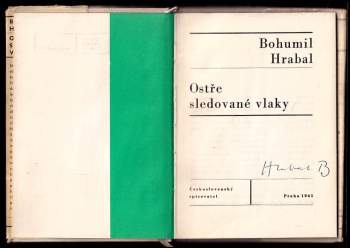 Bohumil
Hrabal
Ostře
sledované vlaky
Hrabal B
Československý
spisovatel
Praha 1965